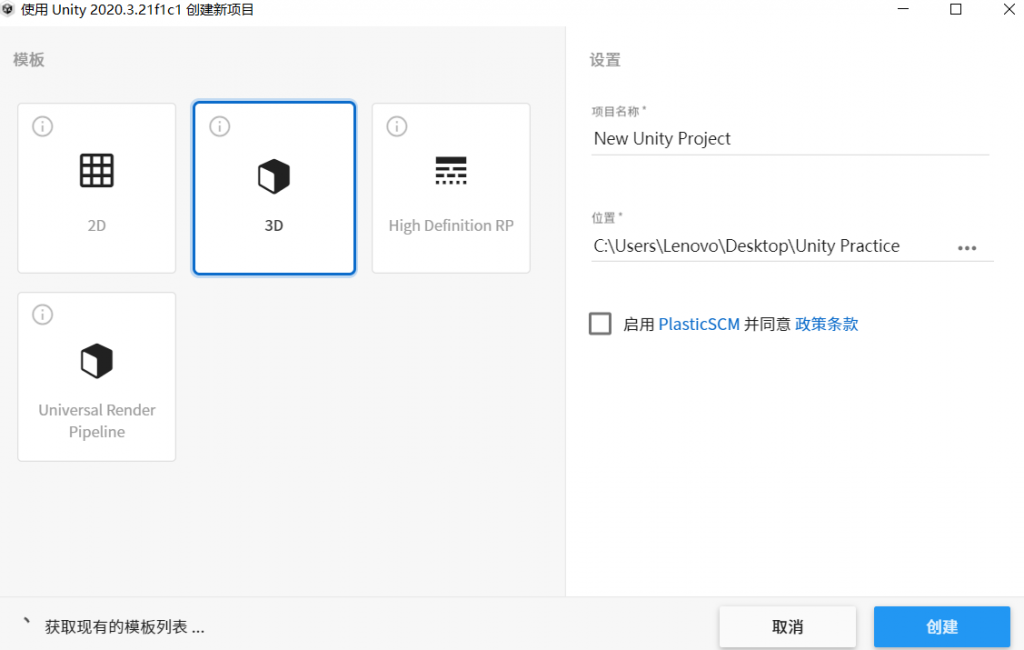 使用 Unity 2020.3.21f1c1 创建新项目
模板
设置
2D
3D
High Definition RP
Universal Render
Pipeline
项目名称 *
New Unity Project
位置 *
C:\Users\Lenovo\Desktop\Unity Practice
启用 PlasticSCM 并同意 政策条款
获取现有的模板列表 ...
取消
创建